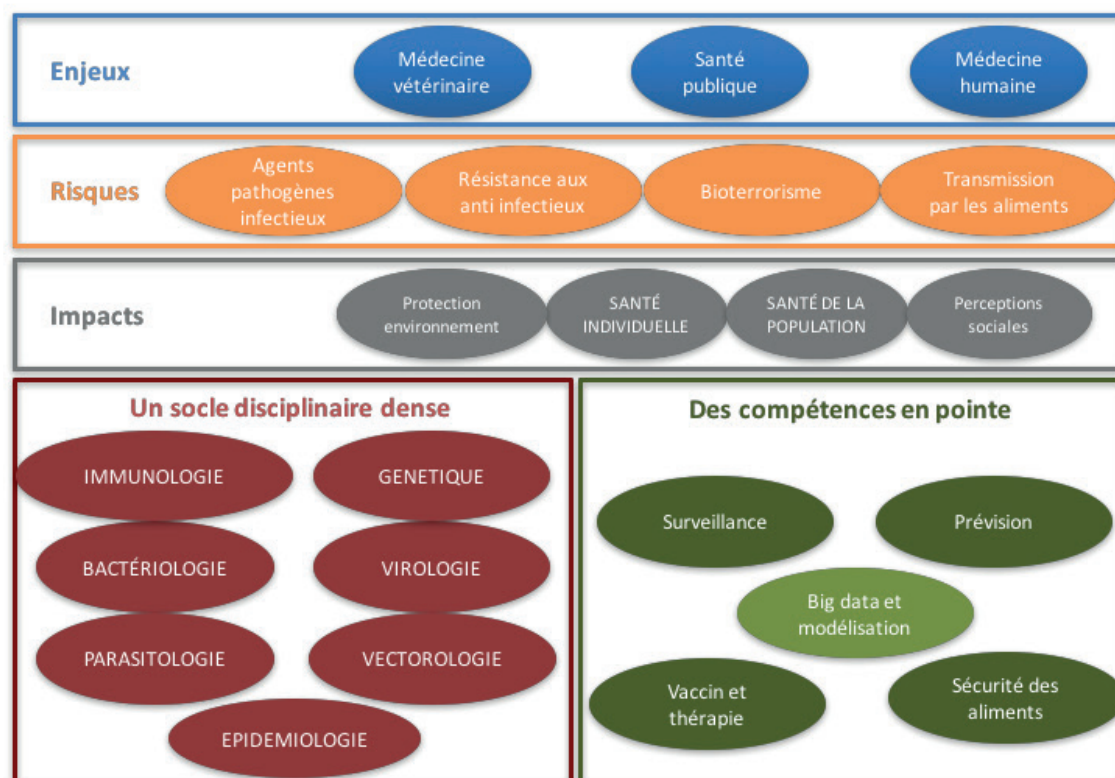 Enjeux
Médecine
vétérinaire
Santé
publique
Médecine
humaine
Risques
Agents
pathogènes
infectieux
Résistance aux
anti infectieux
Bioterrorisme
Transmission
par les aliments
Impacts
Protection
environnement
SANTÉ
INDIVIDUELLE
SANTÉ DE LA
POPULATION
Perceptions
sociales
Un socle disciplinaire dense
IMMUNOLOGIE
GENETIQUE
BACTÉRIOLOGIE
VIROLOGIE
PARASITOLOGIE
VECTOROLOGIE
EPIDEMIOLOGIE
Des compétences en pointe
Surveillance
Prévision
Big data et
modélisation
Vaccin et
thérapie
Sécurité des
aliments